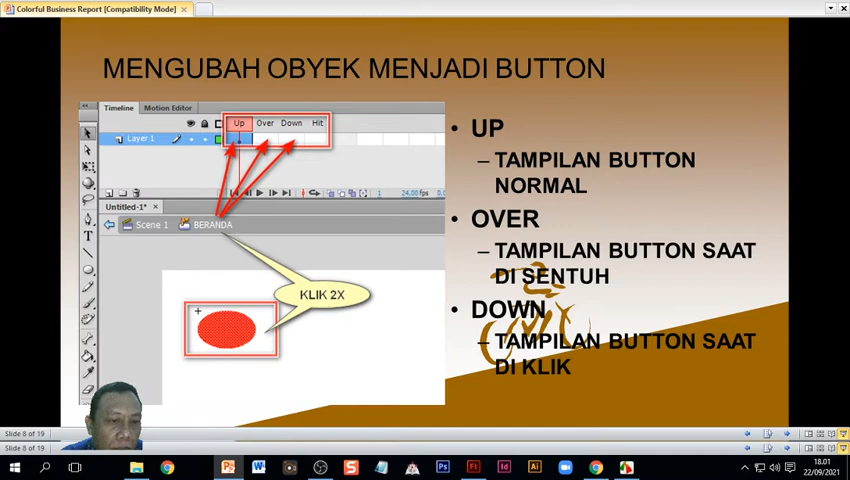 Colorful Business Report [Compatibility Mode]
MENGUBAH OBYEK MENJADI BUTTON
Timeline
Motion Editor
Up
Over
Down
Hit
Layer 1
1
24.00 fps
0.0
Untitled-1*
Scene 1
BERANDA
KLIK 2X
UP
– TAMPILAN BUTTON
NORMAL
OVER
– TAMPILAN BUTTON SAAT
DI SENTUH
DOWN
– TAMPILAN BUTTON SAAT
DI KLIK
Slide 8 of 19
Slide 8 of 19
18.01
22/09/2021